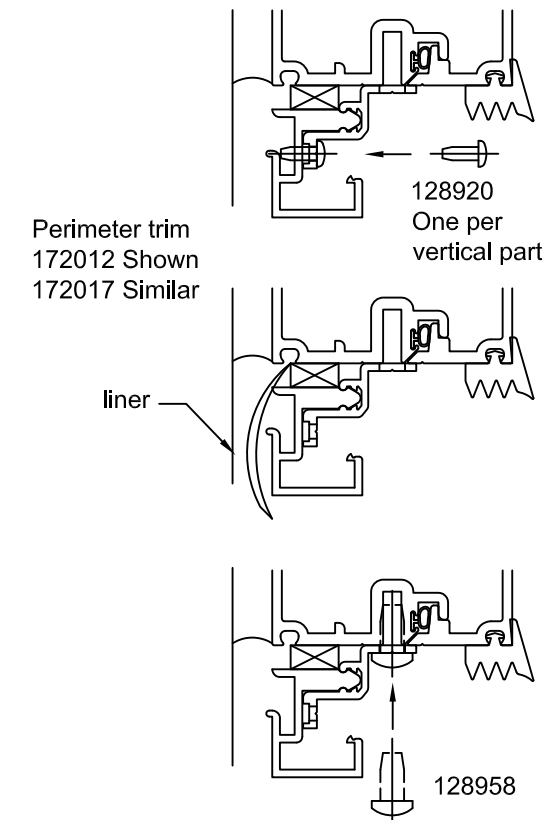 128920
One per
vertical part
Perimeter trim
172012 Shown
172017 Similar
liner
128958